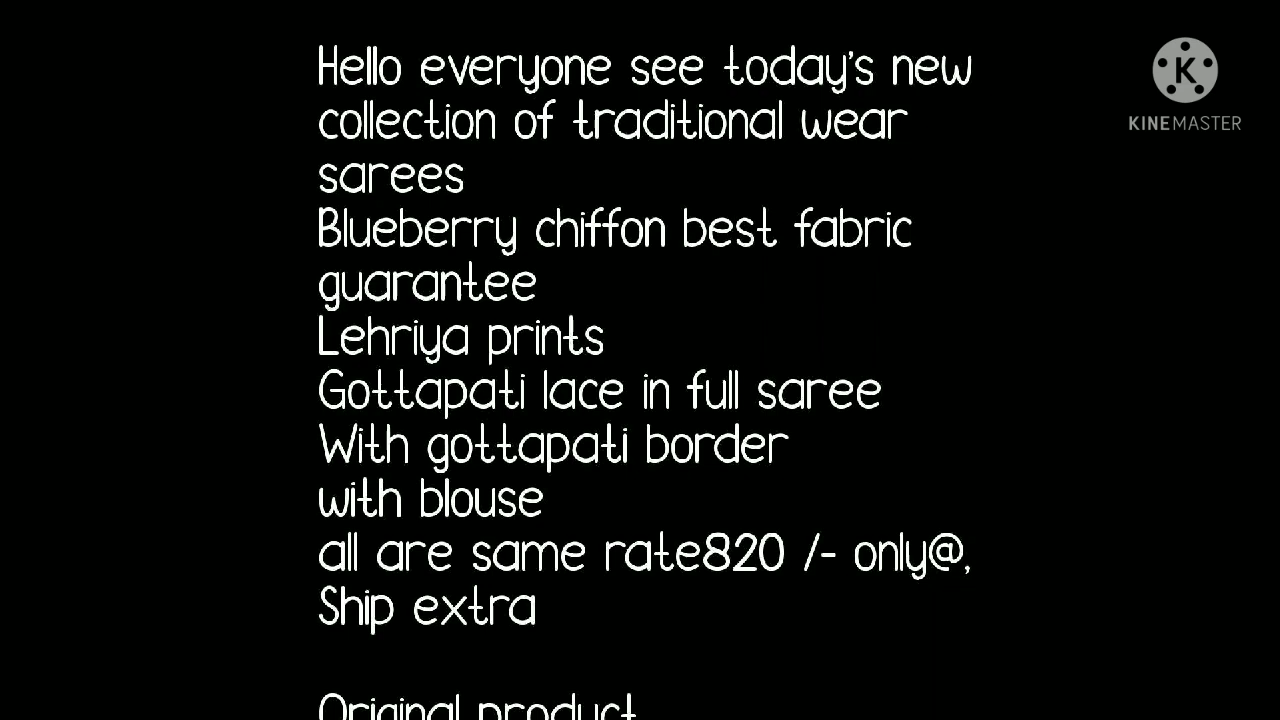 Hello everyone see today's new
collection of traditional wear
sarees
Blueberry chiffon best fabric
guarantee
Lehriya prints
Gottapati lace in full saree
With gottapati border
with blouse
all are same rate820 /- only@,
Ship extra
Original product
K
KINEMASTER